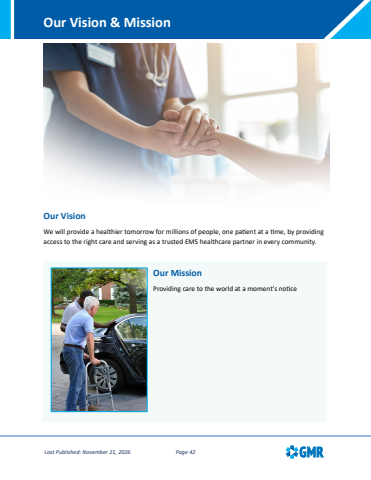 Our Vision & Mission
Our Vision
We will provide a healthier tomorrow for millions of people, one patient at a time, by providing
access to the right care and serving as a trusted EMS healthcare partner in every community.
Our Mission
Providing care to the world at a moment's notice
Last Published: November 21, 2026 Page 42
GMR